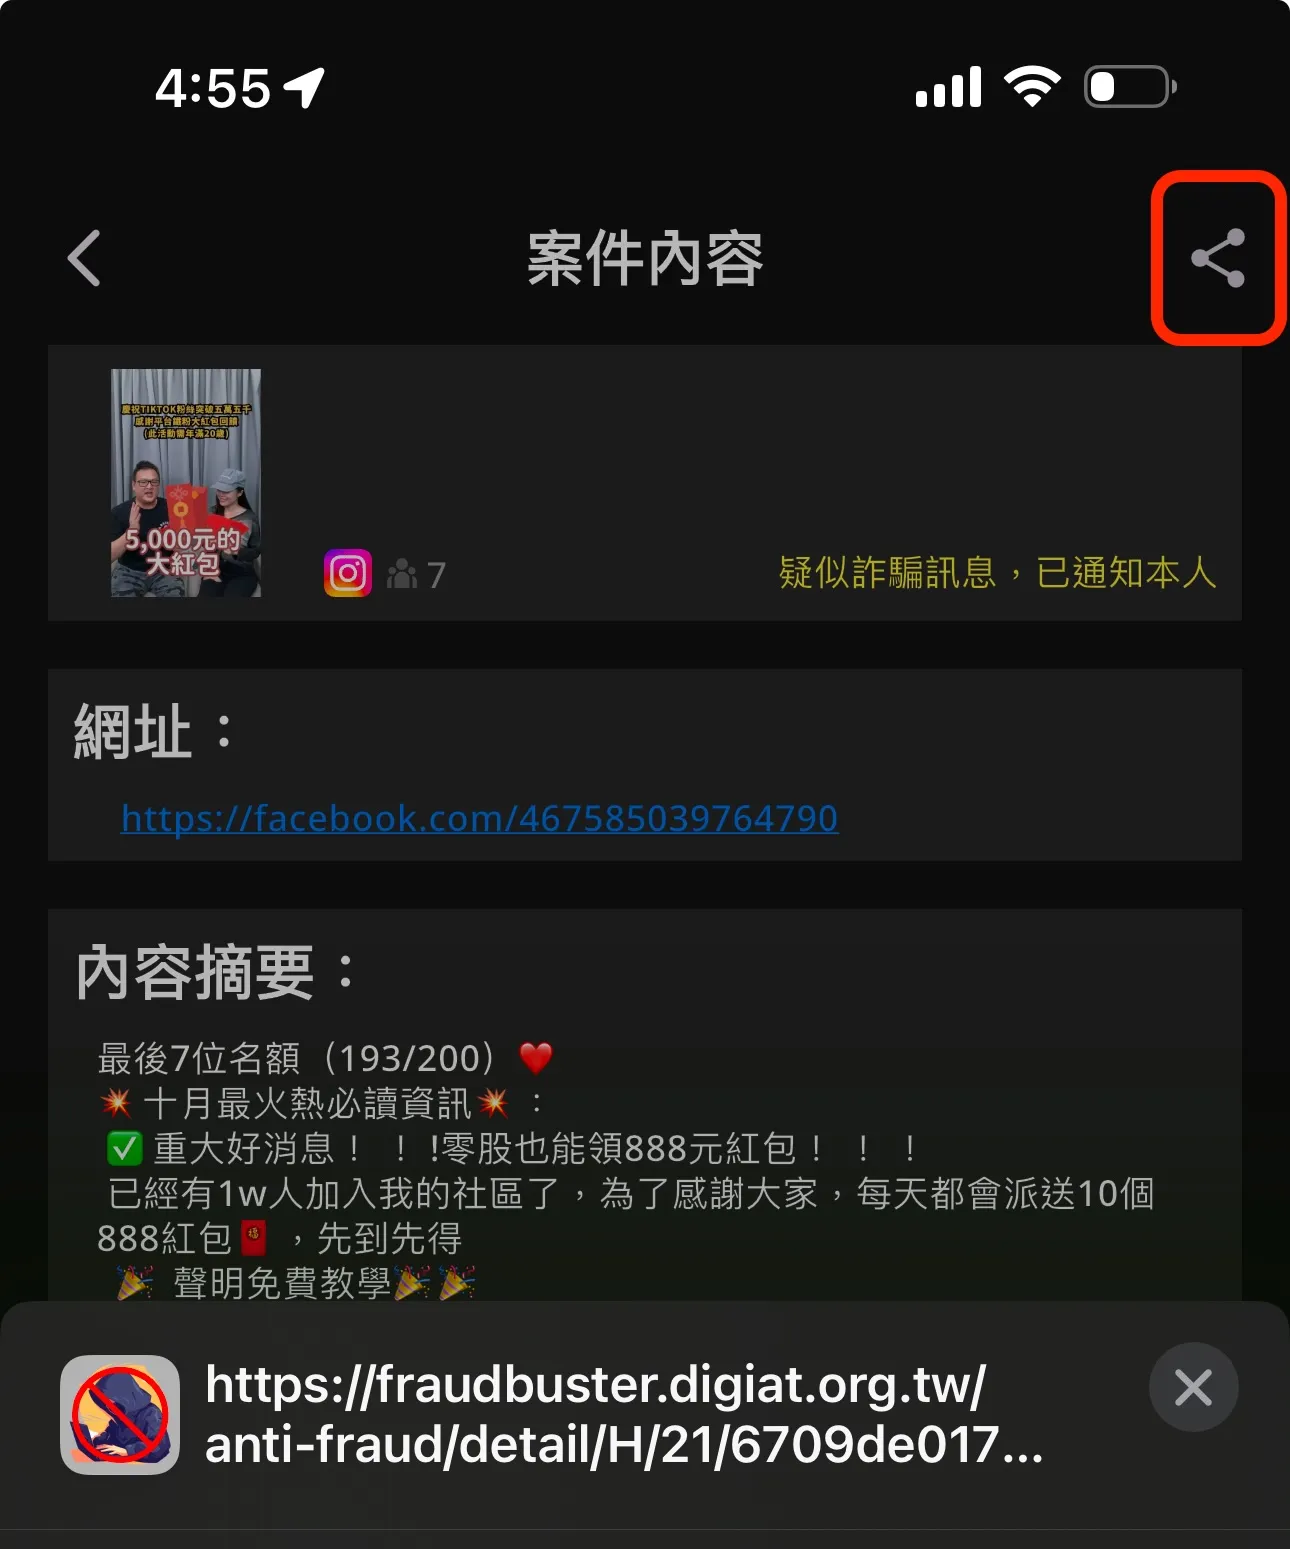 4:55
案件內容
慶祝TIKTOK粉絲突破五萬五千
感謝平台鐵粉大紅包回饋
(此活動需年滿20歲)
5,000元的
大紅包
7
疑似詐騙訊息，已通知本人
網址：
https://facebook.com/467585039764790
內容摘要：
最後7位名額（193/200）❤️
💥十月最火熱必讀資訊💥：
✅重大好消息！ ！ !零股也能領888元紅包！ ！ ！
已經有1w人加入我的社區了，為了感謝大家，每天都會派送10個
888紅包🧧，先到先得
🎉 聲明免費教學🎉🎉
https://fraudbuster.digiat.org.tw/
anti-fraud/detail/H/21/6709de017...